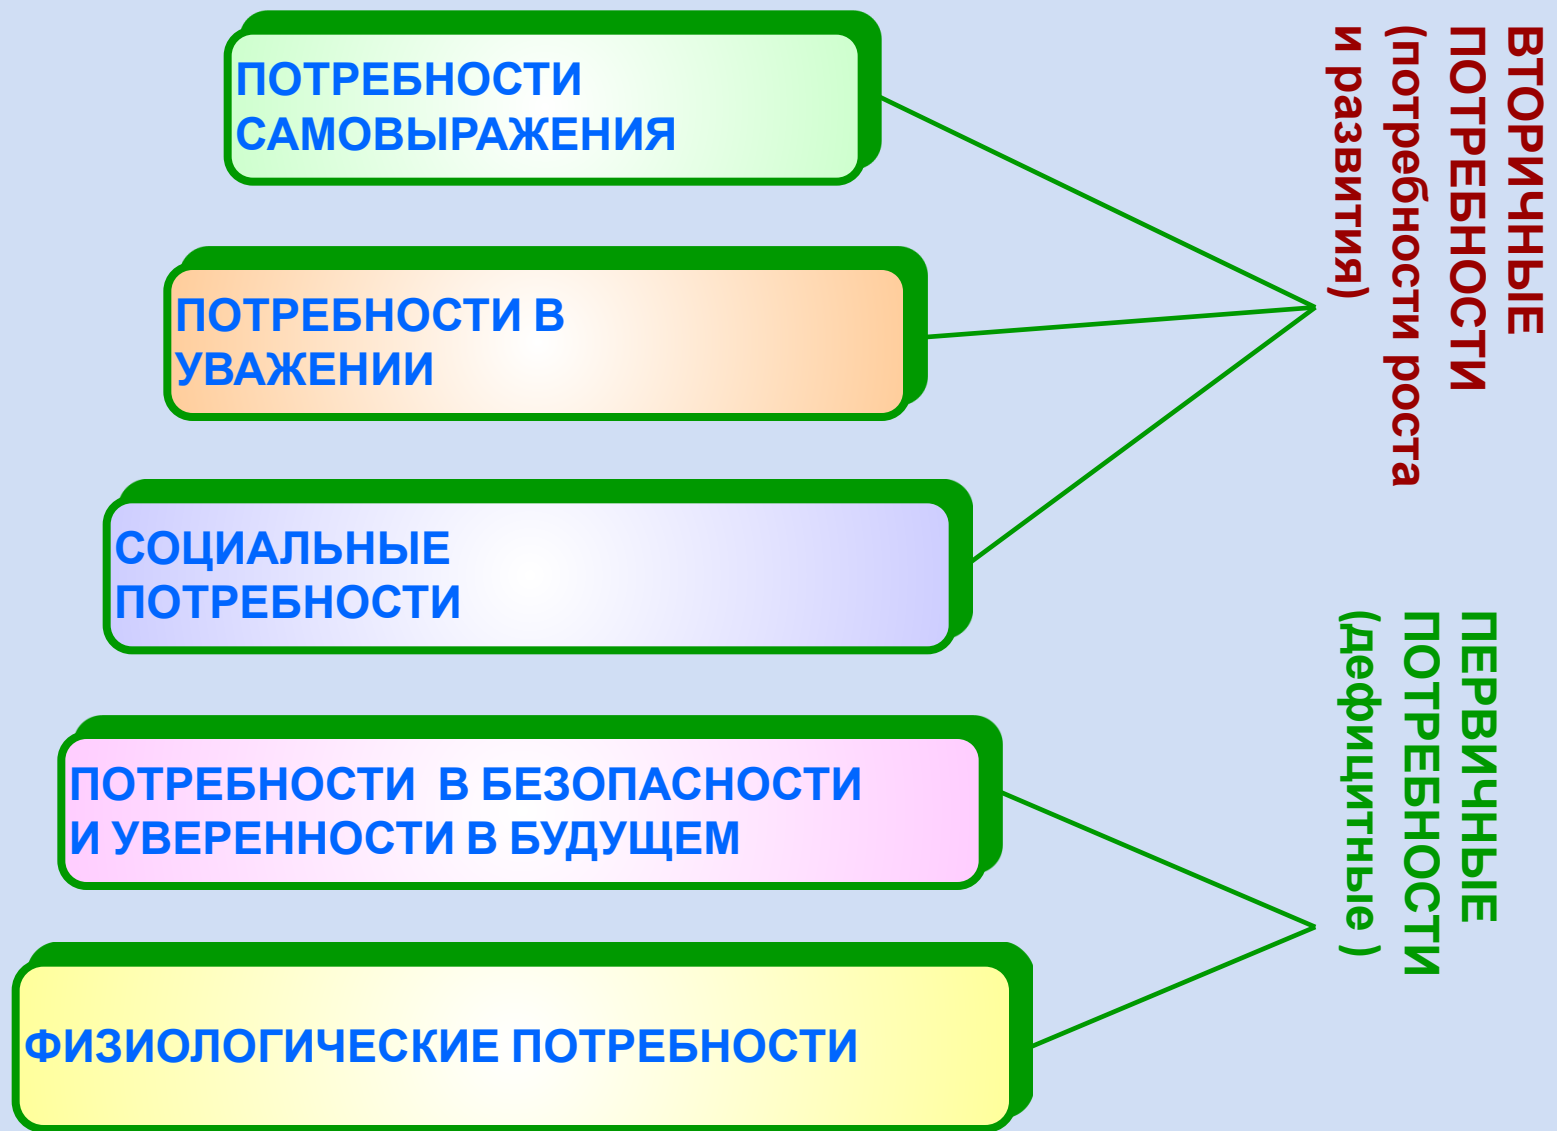 ПОТРЕБНОСТИ
САМОВЫРАЖЕНИЯ
ПОТРЕБНОСТИ В
УВАЖЕНИИ
СОЦИАЛЬНЫЕ
ПОТРЕБНОСТИ
ПОТРЕБНОСТИ В БЕЗОПАСНОСТИ
И УВЕРЕННОСТИ В БУДУЩЕМ
ФИЗИОЛОГИЧЕСКИЕ ПОТРЕБНОСТИ
ВТОРИЧНЫЕ
ПОТРЕБНОСТИ
(потребности роста
и развития)
ПЕРВИЧНЫЕ
ПОТРЕБНОСТИ
(дефицитные )